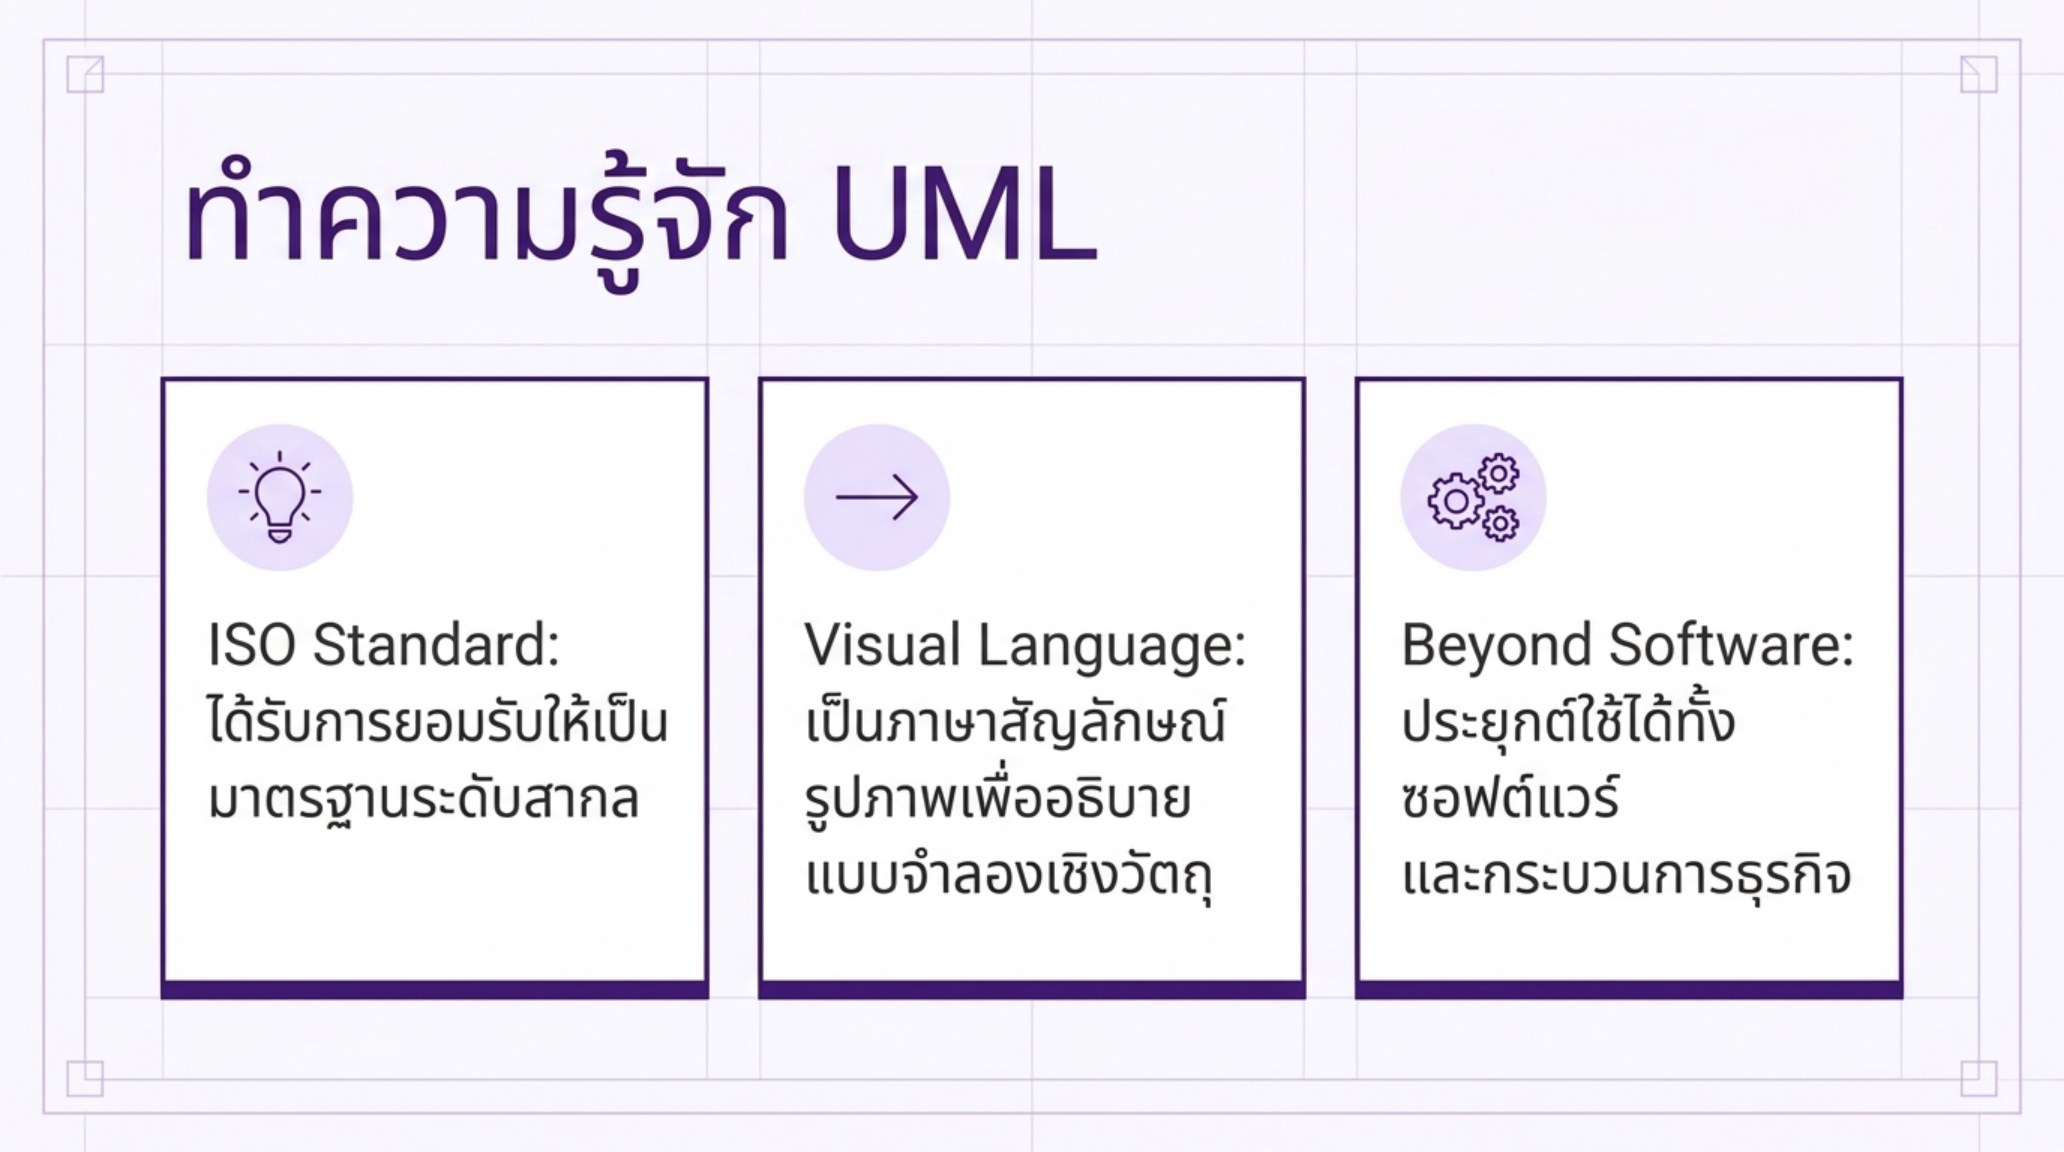 ทำความรู้จัก UML
ISO Standard:
ได้รับการยอมรับให้เป็น
มาตรฐานระดับสากล
Visual Language:
เป็นภาษาสัญลักษณ์
รูปภาพเพื่ออธิบาย
แบบจำลองเชิงวัตถุ
Beyond Software:
ประยุกต์ใช้ได้ทั้ง
ซอฟต์แวร์
และกระบวนการธุรกิจ